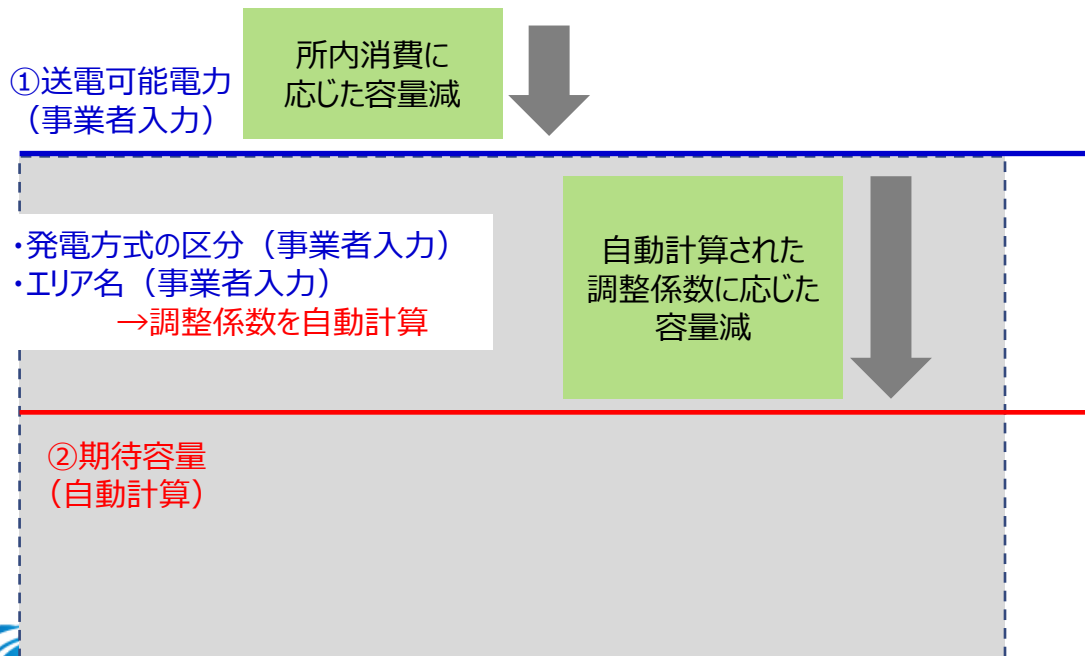 所内消費に
応じた容量減
①送電可能電力
（事業者入力）
・発電方式の区分（事業者入力）
・エリア名（事業者入力）
→調整係数を自動計算
自動計算された
調整係数に応じた
容量減
②期待容量
（自動計算）